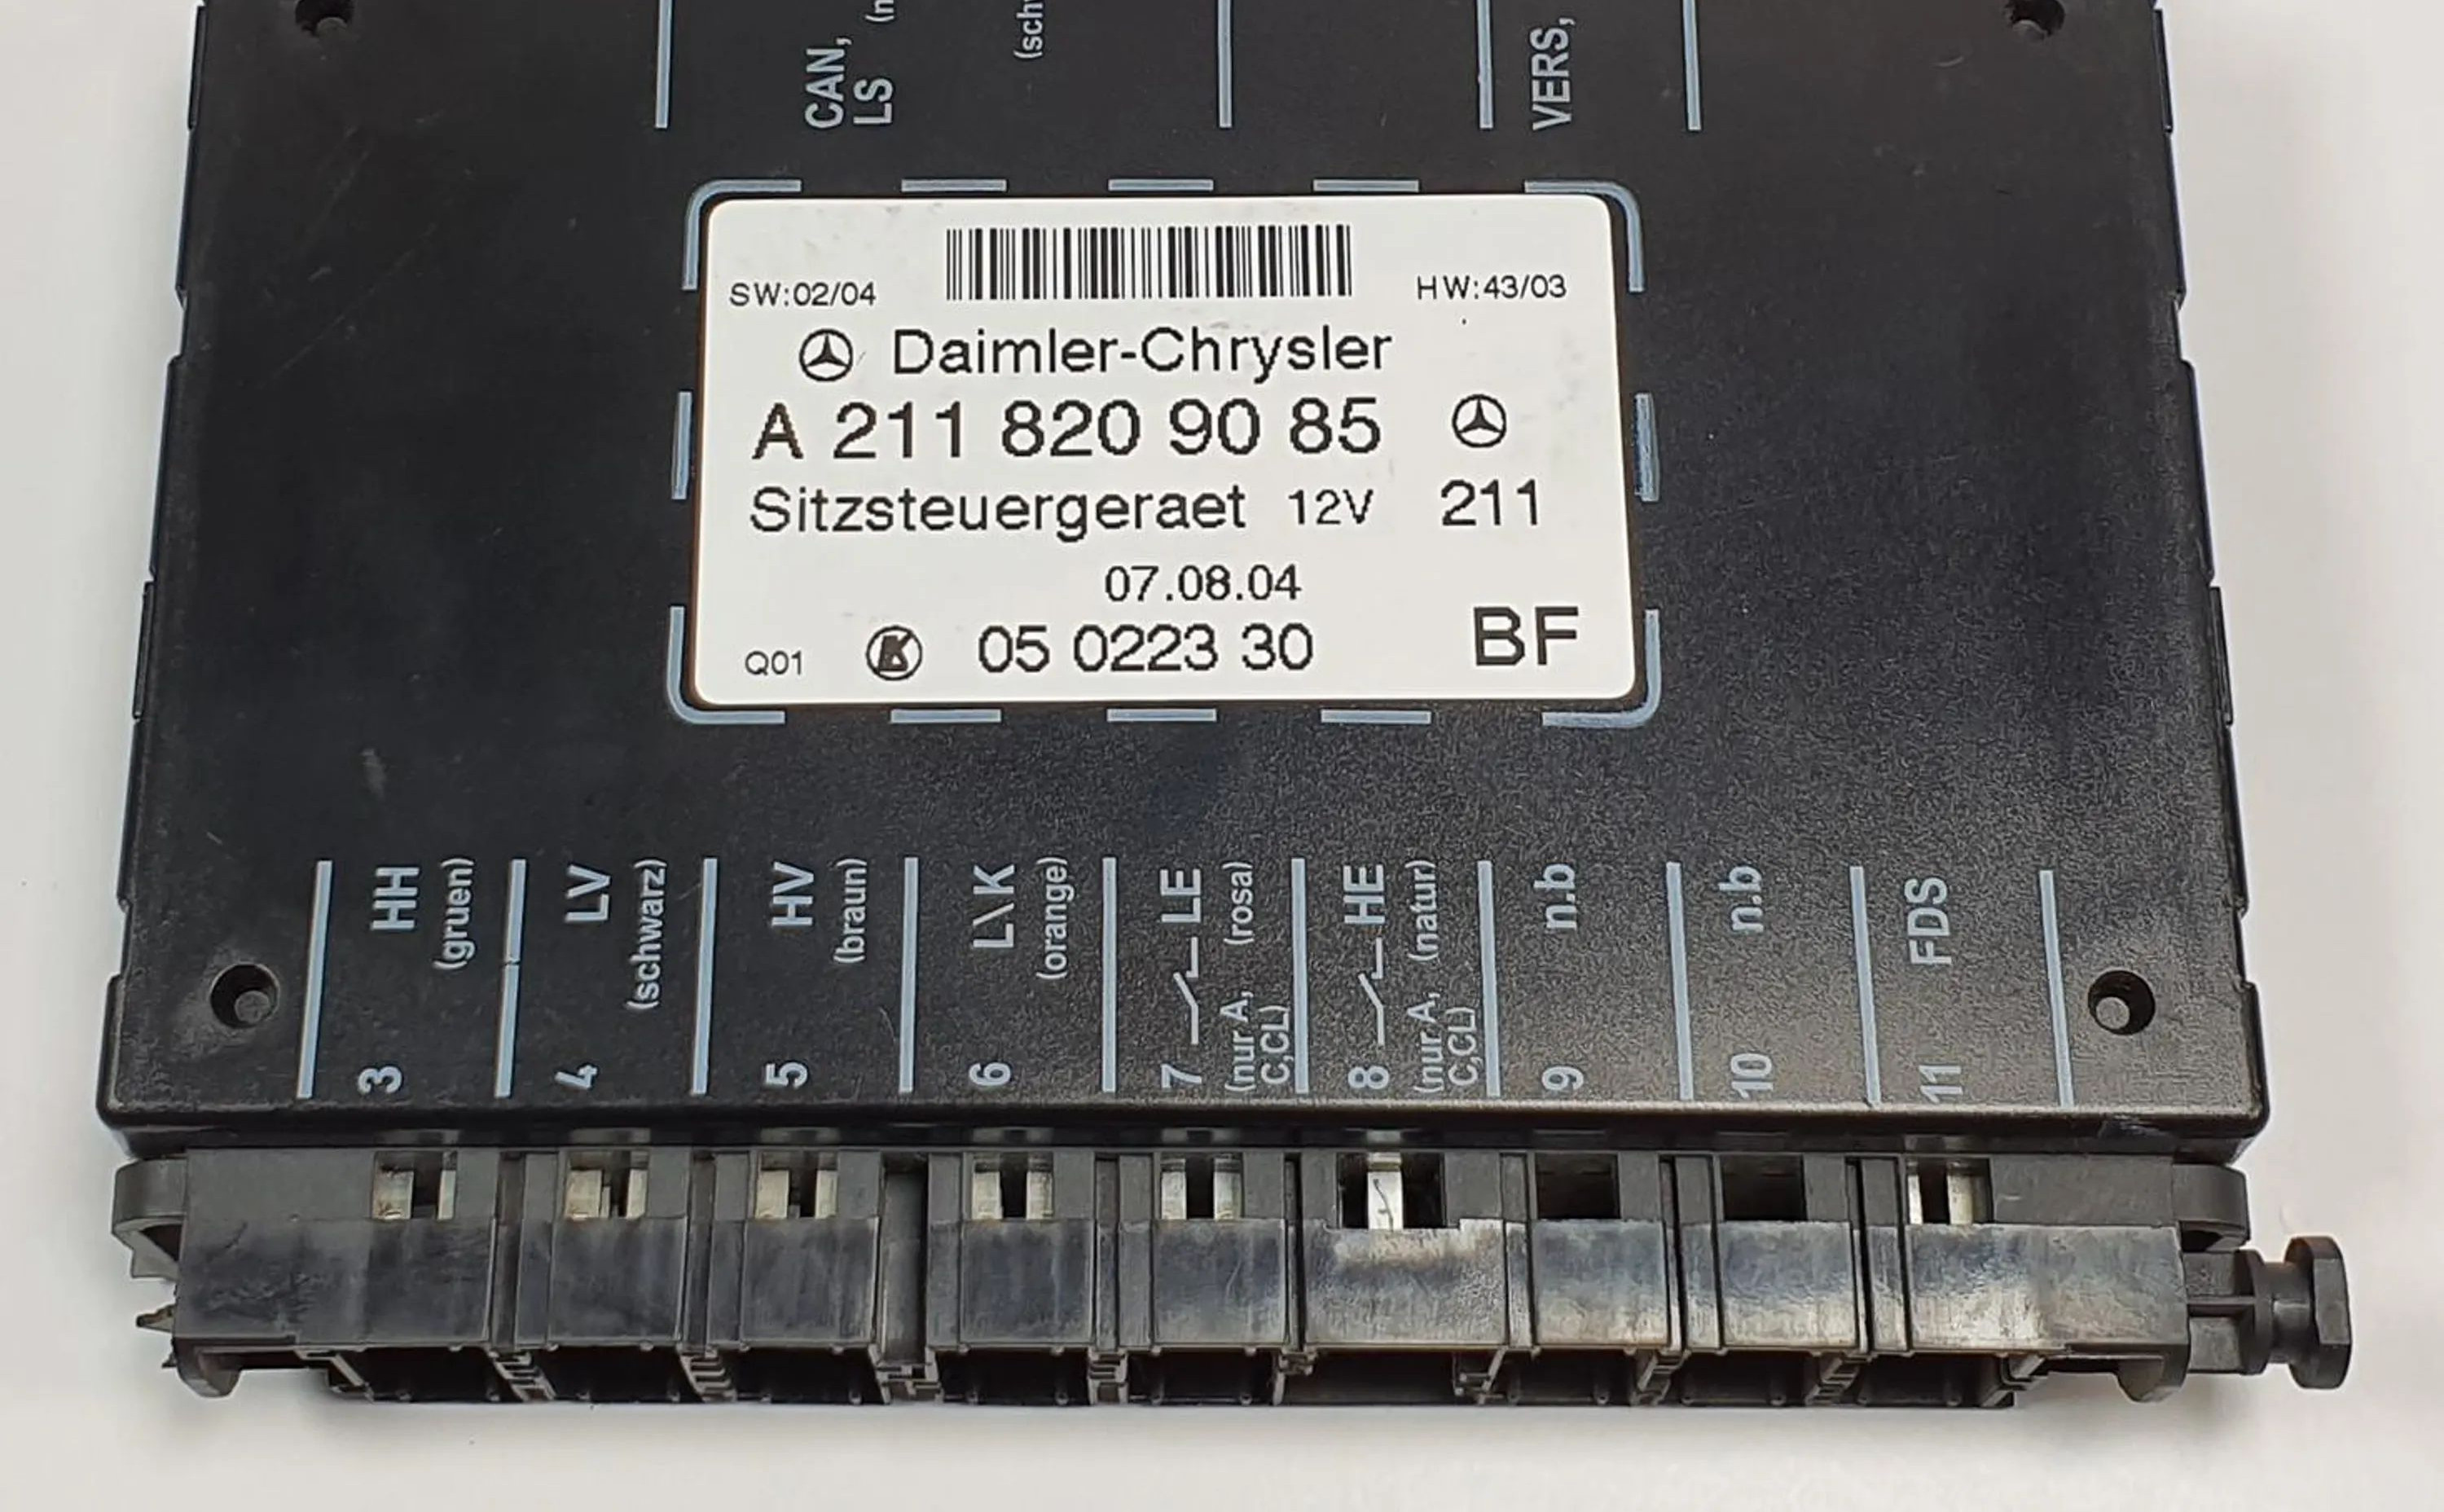 CAN,
LS
VERS,
SW:02/04
HW:43/03
Daimler-Chrysler
A 211 820 90 85
Sitzsteuergeraet 12V 211
07.08.04
Q01 05 0223 30 BF
3 HH
(gruen)
4 LV
(schwarz)
5 HV
(braun)
6 L\K
(orange)
7 LE
(nur A, (rosa)
C,CL)
8 HE
(nur A, (natur)
C,CL)
9 n.b
10 n.b
11 FDS